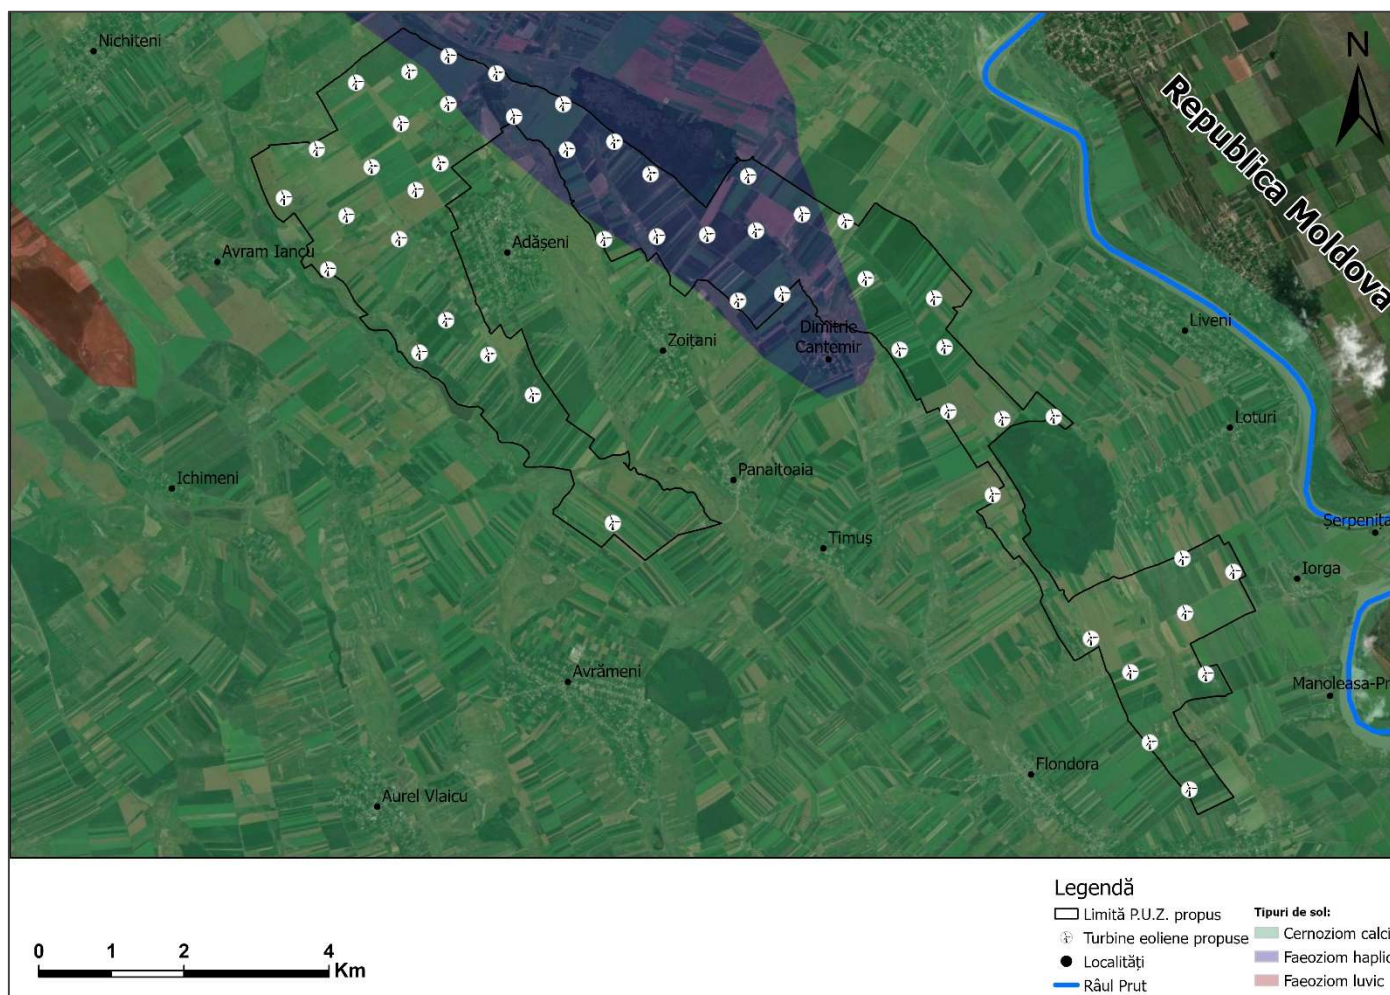 N
Nichiteni
Republica Moldova
Avram Iancu
Adășeni
Liveni
Dimitrie
Cantemir
Zoițani
Loturi
Ichimeni
Panaitoaia
Șerpenița
Timuș
Iorga
Avrămeni
Manoleasa-Pr
Flondora
Aurel Vlaicu
Legendă
Limită P.U.Z. propus
Turbine eoliene propuse
Localități
Râul Prut
Tipuri de sol:
Cernoziom calci
Faeoziom haplic
Faeoziom luvic
0 1 2 4
Km